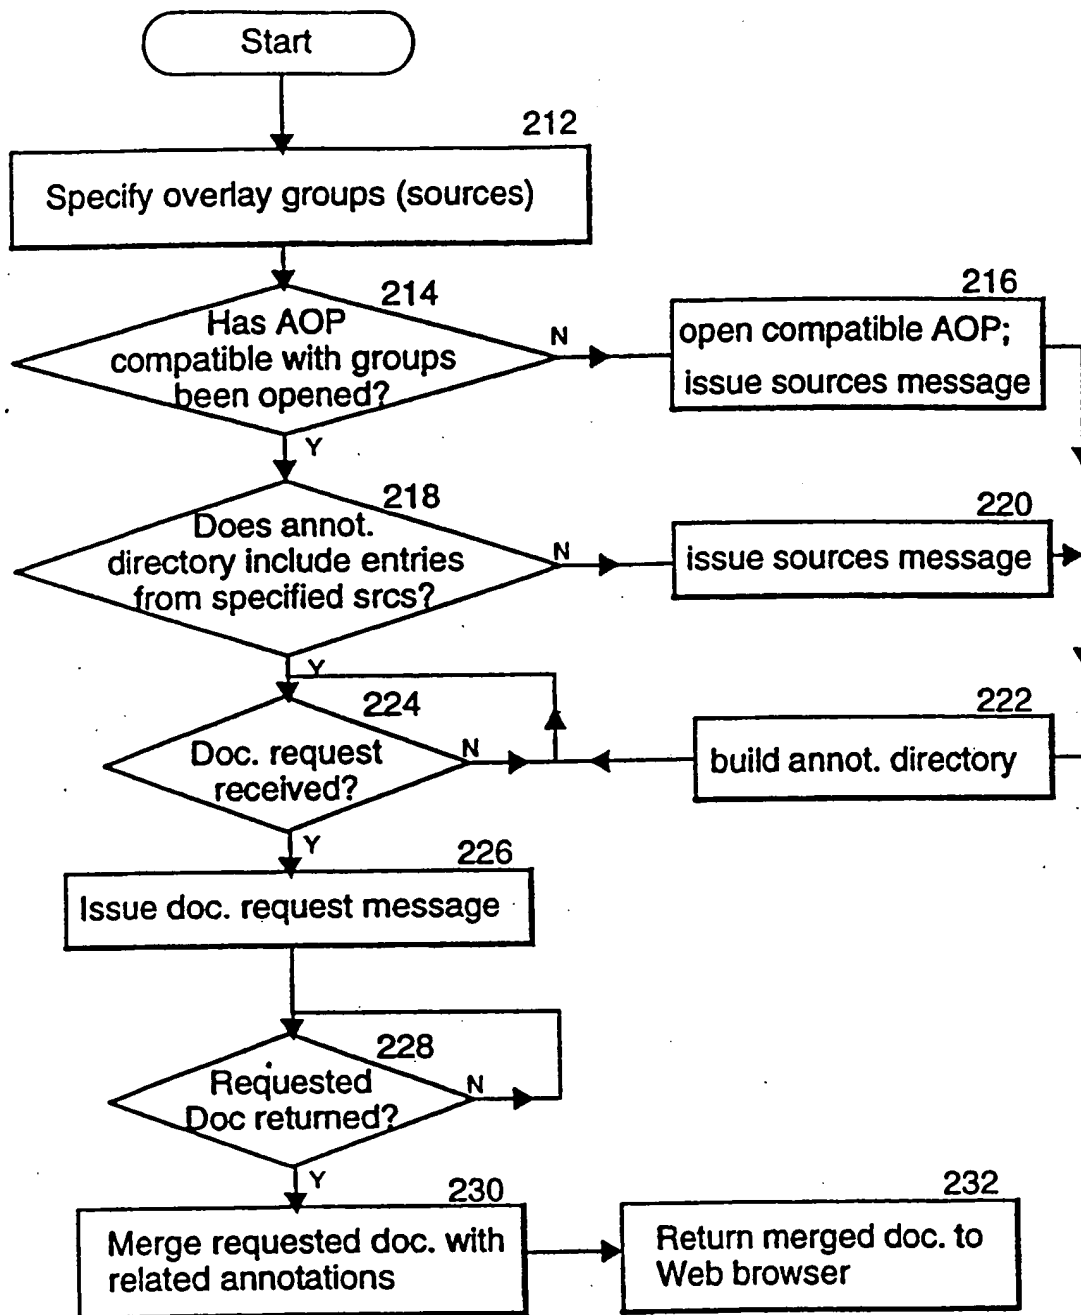 Start
212
Specify overlay groups (sources)
214
Has AOP
compatible with groups
been opened?
N
Y
216
open compatible AOP;
issue sources message
218
Does annot.
directory include entries
from specified srcs?
N
Y
220
issue sources message
222
build annot. directory
224
Doc. request
received?
N
Y
226
Issue doc. request message
228
Requested
Doc returned?
N
Y
230
Merge requested doc. with
related annotations
232
Return merged doc. to
Web browser